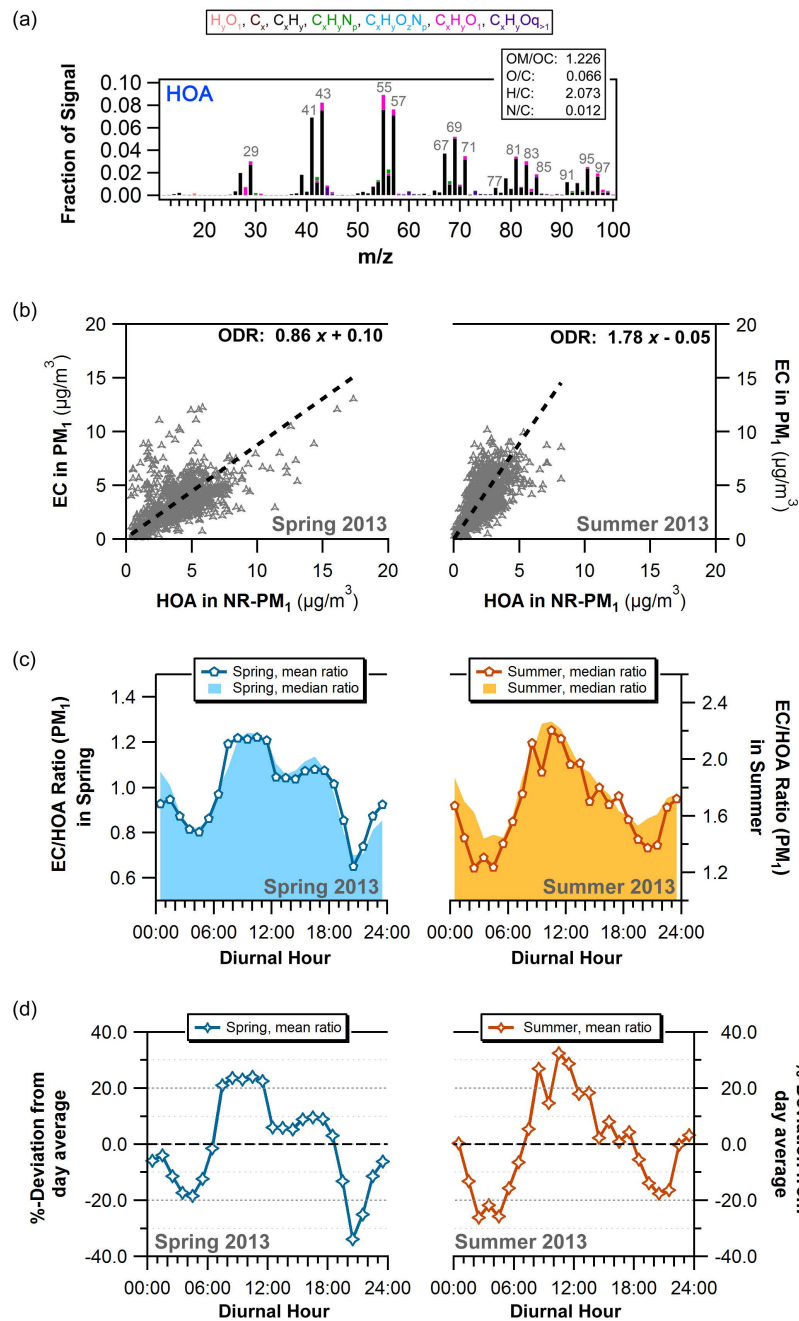 (a)
HyO1, Cx, CxHy, CxHyNp, CxHyOzNp, CxHyO1, CxHyOq>1
OM/OC: 1.226
O/C: 0.066
H/C: 2.073
N/C: 0.012
HOA
Fraction of Signal
0.10
0.08
0.06
0.04
0.02
0.00
29 41 43 55 57 67 69 71 77 81 83 85 91 95 97
20 30 40 50 60 70 80 90 100
m/z
(b)
ODR: 0.86 x + 0.10
EC in PM1 (µg/m3)
20
15
10
5
0
Spring 2013
0 5 10 15 20
HOA in NR-PM1 (µg/m3)
ODR: 1.78 x - 0.05
20
15
10
5
0
EC in PM1 (µg/m3)
Summer 2013
0 5 10 15 20
HOA in NR-PM1 (µg/m3)
(c)
Spring, mean ratio
Spring, median ratio
EC/HOA Ratio (PM1)
in Spring
1.4
1.2
1.0
0.8
0.6
Spring 2013
00:00 06:00 12:00 18:00 24:00
Diurnal Hour
Summer, mean ratio
Summer, median ratio
2.4
2.0
1.6
1.2
EC/HOA Ratio (PM1)
in Summer
Summer 2013
00:00 06:00 12:00 18:00 24:00
Diurnal Hour
(d)
Spring, mean ratio
%-Deviation from
day average
40.0
20.0
0.0
-20.0
-40.0
Spring 2013
00:00 06:00 12:00 18:00 24:00
Diurnal Hour
Summer, mean ratio
40.0
20.0
0.0
-20.0
-40.0
day average
Summer 2013
00:00 06:00 12:00 18:00 24:00
Diurnal Hour